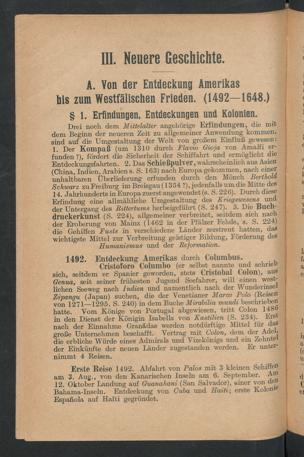 III. Neuere Geschichte.
A. Von der Entdeckung Amerikas
bis zum Westfälischen Frieden. (1492—1648.)
§ 1. Erfindungen, Entdeckungen und Kolonien.
Drei noch dem Mittelalter angehörige Erfindungen, die mit
dem Beginn der neueren Zeit zu allgemeiner Anwendung kommen,
sind auf die Umgestaltung der Welt von großem Einfluß gewesen:
1. Der Kompaß (um 1310 durch Flavio Gioja von Amalfi er-
funden?), fördert die Sicherheit der Schiffahrt und ermöglicht die
Entdeckungsfahrten. 2. Das Schießpulver, wahrscheinlich aus Asien
(China, Indien, Arabien s. S. 163) nach Europa gekommen, nach einer
unhaltbaren Überlieferung erfunden durch den Mönch Berthold
Schwarz zu Freiburg im Breisgau (1354?), jedenfalls um die Mitte des
14. Jahrhunderts in Europa zuerst angewendet (s. S. 226). Durch diese
Erfindung eine allmähliche Umgestaltung des Kriegswesens und
der Untergang des Rittertums herbeigeführt (S. 247). 3. Die Buch-
druckerkunst (S. 224), allgemeiner verbreitet, seitdem sich nach
der Eroberung von Mainz (1462 in der Pfälzer Fehde, s. S. 224)
die Gehilfen Fusts in verschiedene Länder zerstreut hatten, das
wichtigste Mittel zur Verbreitung geistiger Bildung, Förderung des
Humanismus und der Reformation.
1492. Entdeckung Amerikas durch Columbus.
Cristoforo Columbo (er selbst nannte und schrieb
sich, seitdem er Spanier geworden, stets Cristobal Colon), aus
Genua, seit seiner frühesten Jugend Seefahrer, will einen west-
lichen Seeweg nach Indien und namentlich nach der Wunderinsel
Zipangu (Japan) suchen, die der Venetianer Marco Polo (Reisen
von 1271—1295. S. 240) in dem Buche Mirabilia mundi beschrieben
hatte. Vom Könige von Portugal abgewiesen, tritt Colon 1486
in den Dienst der Königin Isabella von Kastilien (S. 234). Erst
nach der Einnahme Granadas werden notdürftige Mittel für das
große Unternehmen beschafft. Vertrag mit Colon, dem der Adel,
die erbliche Würde eines Admirals und Vizekönigs und ein Zehntel
der Einkünfte der neuen Länder zugestanden werden. Er unter-
nimmt 4 Reisen.
Erste Reise 1492. Abfahrt von Palos mit 3 kleinen Schiffen
am 3. Aug., von den Kanarischen Inseln am 6. September. Am
12. Oktober Landung auf Guanahani (San Salvador), einer von den
Bahama-Inseln. Entdeckung von Cuba und Haïti; erste Kolonie
Española auf Haïti gegründet.